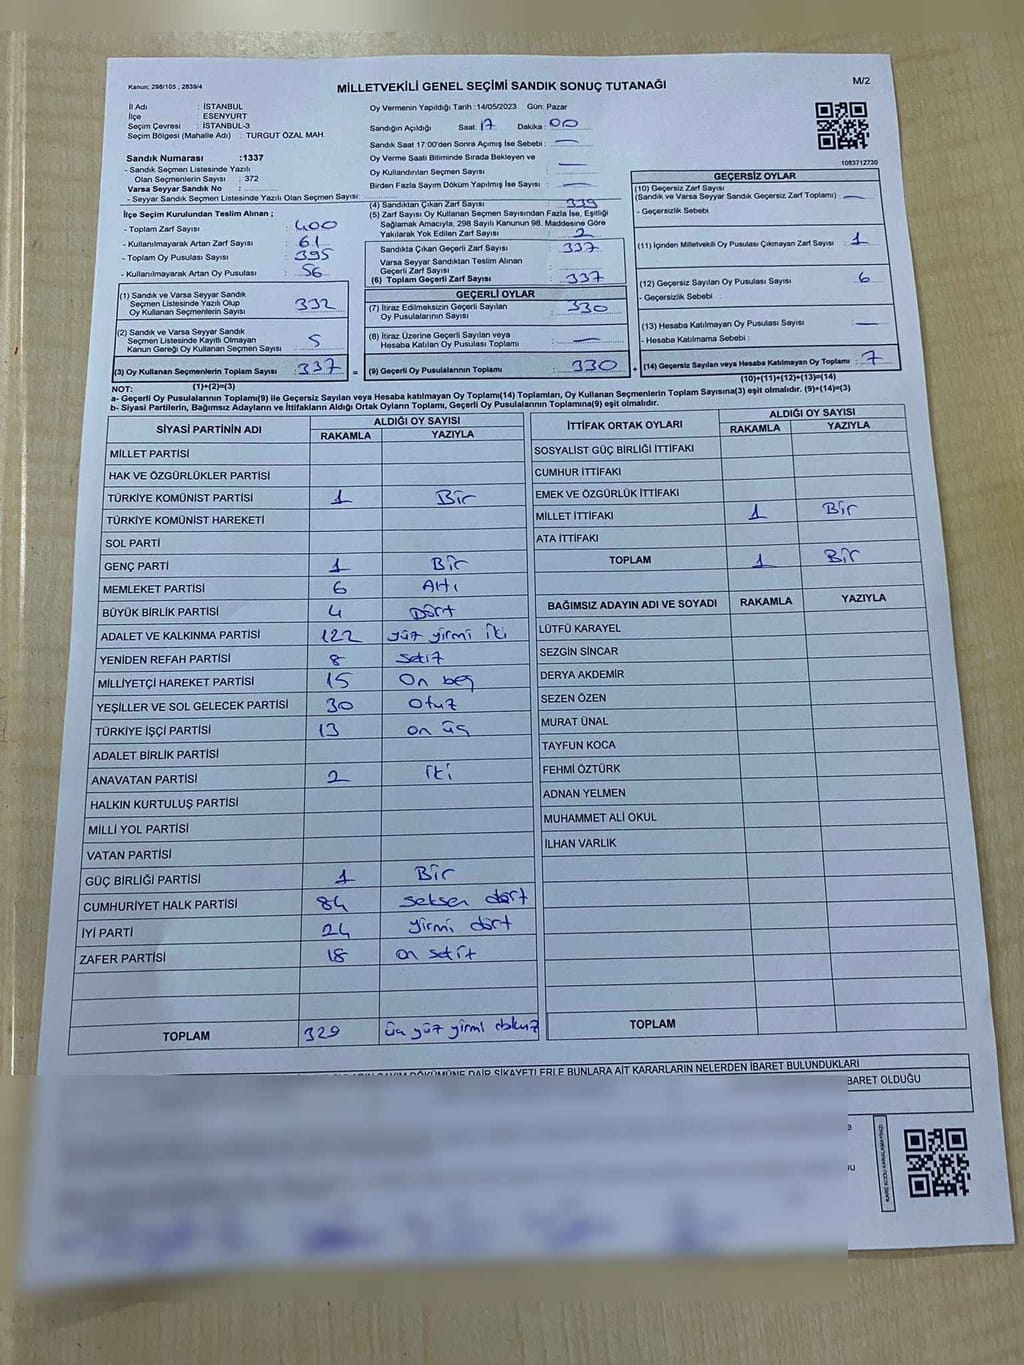 Kanun; 298/105 , 2839/4
MİLLETVEKİLİ GENEL SEÇİMİ SANDIK SONUÇ TUTANAĞI
M/2
İl Adı : İSTANBUL
İlçe : ESENYURT
Seçim Çevresi : İSTANBUL-3
Seçim Bölgesi (Mahalle Adı) : TURGUT ÖZAL MAH.
Sandık Numarası :1337
- Sandık Seçmen Listesinde Yazılı
Olan Seçmenlerin Sayısı : 372
Varsa Seyyar Sandık No :
- Seyyar Sandık Listesinde Yazılı Olan Seçmen Sayısı:
İlçe Seçim Kurulundan Teslim Alınan ;
- Toplam Zarf Sayısı : 400
- Kullanılmayarak Artan Zarf Sayısı : 61
- Toplam Oy Pusulası Sayısı : 395
- Kullanılmayarak Artan Oy Pusulası : 56
(1) Sandık ve Varsa Seyyar Sandık
Seçmen Listesinde Yazılı Olup
Oy Kullanan Seçmenlerin Sayısı : 332
(2) Sandık ve Varsa Seyyar Sandık
Seçmen Listesinde Kayıtlı Olmayan
Kanun Gereği Oy Kullanan Seçmen Sayısı : 5
(3) Oy Kullanan Seçmenlerin Toplam Sayısı : 337 =
(1)+(2)=(3)
Oy Vermenin Yapıldığı Tarih :14/05/2023 Gün: Pazar
Sandığın Açıldığı Saat: 17 Dakika : 00
Sandık Saat 17:00'den Sonra Açımış İse Sebebi : —
Oy Verme Saati Bitiminde Sırada Bekleyen ve
Oy Kullandırılan Seçmen Sayısı : —
Birden Fazla Sayım Döküm Yapılmış İse Sayısı : —
(4) Sandıktan Çıkan Zarf Sayısı : 339
(5) Zarf Sayısı Oy Kullanan Seçmen Sayısından Fazla İse, Eşitliği
Sağlamak Amacıyla, 298 Sayılı Kanunun 98. Maddesine Göre
Yakılarak Yok Edilen Zarf Sayısı : 2
Sandıkta Çıkan Geçerli Zarf Sayısı : 337
Varsa Seyyar Sandıktan Teslim Alınan
Geçerli Zarf Sayısı :
(6) Toplam Geçerli Zarf Sayısı : 337
GEÇERLİ OYLAR
(7) İtiraz Edilmeksizin Geçerli Sayılan
Oy Pusulalarının Sayısı : 330
(8) İtiraz Üzerine Geçerli Sayılan veya
Hesaba Katılan Oy Pusulası Toplamı : —
(9) Geçerli Oy Pusulalarının Toplamı : 330 +
1083712730
GEÇERSİZ OYLAR
(10) Geçersiz Zarf Sayısı
(Sandık ve Varsa Seyyar Sandık Geçersiz Zarf Toplamı) : —
- Geçersizlik Sebebi :
(11) İçinden Milletvekili Oy Pusulası Çıkmayan Zarf Sayısı : 1
(12) Geçersiz Sayılan Oy Pusulası Sayısı : 6
- Geçersizlik Sebebi :
(13) Hesaba Katılmayan Oy Pusulası Sayısı : —
- Hesaba Katılmama Sebebi :
(14) Geçersiz Sayılan veya Hesaba Katılmayan Oy Toplamı : 7
(10)+(11)+(12)+(13)=(14)
NOT:
a- Geçerli Oy Pusulalarının Toplamı(9) ile Geçersiz Sayılan veya Hesaba katılmayan Oy Toplamı(14) Toplamları, Oy Kullanan Seçmenlerin Toplam Sayısına(3) eşit olmalıdır. (9)+(14)=(3)
b- Siyasi Partilerin, Bağımsız Adayların ve İttifakların Aldığı Ortak Oyların Toplamı, Geçerli Oy Pusulalarının Toplamına(9) eşit olmalıdır.
SİYASİ PARTİNİN ADI ALDIĞI OY SAYISI
RAKAMLA YAZIYLA
MİLLET PARTİSİ
HAK VE ÖZGÜRLÜKLER PARTİSİ
TÜRKİYE KOMÜNİST PARTİSİ 1 Bir
TÜRKİYE KOMÜNİST HAREKETİ
SOL PARTİ
GENÇ PARTİ 1 Bir
MEMLEKET PARTİSİ 6 Altı
BÜYÜK BİRLİK PARTİSİ 4 Dört
ADALET VE KALKINMA PARTİSİ 122 yüz yirmi iki
YENİDEN REFAH PARTİSİ 8 sekiz
MİLLİYETÇİ HAREKET PARTİSİ 15 On beş
YEŞİLLER VE SOL GELECEK PARTİSİ 30 otuz
TÜRKİYE İŞÇİ PARTİSİ 13 on üç
ADALET BİRLİK PARTİSİ
ANAVATAN PARTİSİ 2 iki
HALKIN KURTULUŞ PARTİSİ
MİLLİ YOL PARTİSİ
VATAN PARTİSİ
GÜÇ BİRLİĞİ PARTİSİ 1 Bir
CUMHURİYET HALK PARTİSİ 84 seksen dört
İYİ PARTİ 24 yirmi dört
ZAFER PARTİSİ 18 on sekiz
TOPLAM 329 üç yüz yirmi dokuz
İTTİFAK ORTAK OYLARI ALDIĞI OY SAYISI
RAKAMLA YAZIYLA
SOSYALİST GÜÇ BİRLİĞİ İTTİFAKI
CUMHUR İTTİFAKI
EMEK VE ÖZGÜRLÜK İTTİFAKI
MİLLET İTTİFAKI 1 Bir
ATA İTTİFAKI
TOPLAM 1 Bir
BAĞIMSIZ ADAYIN ADI VE SOYADI RAKAMLA YAZIYLA
LÜTFÜ KARAYEL
SEZGİN SİNCAR
DERYA AKDEMİR
SEZEN ÖZEN
MURAT ÜNAL
TAYFUN KOCA
FEHMİ ÖZTÜRK
ADNAN YELMEN
MUHAMMET ALİ OKUL
İLHAN VARLIK
TOPLAM
SAYIM DÖKÜMÜNE DAİR ŞİKAYETLERLE BUNLARA AİT KARARLARIN NELERDEN İBARET BULUNDUKLARI
BARET OLDUĞU